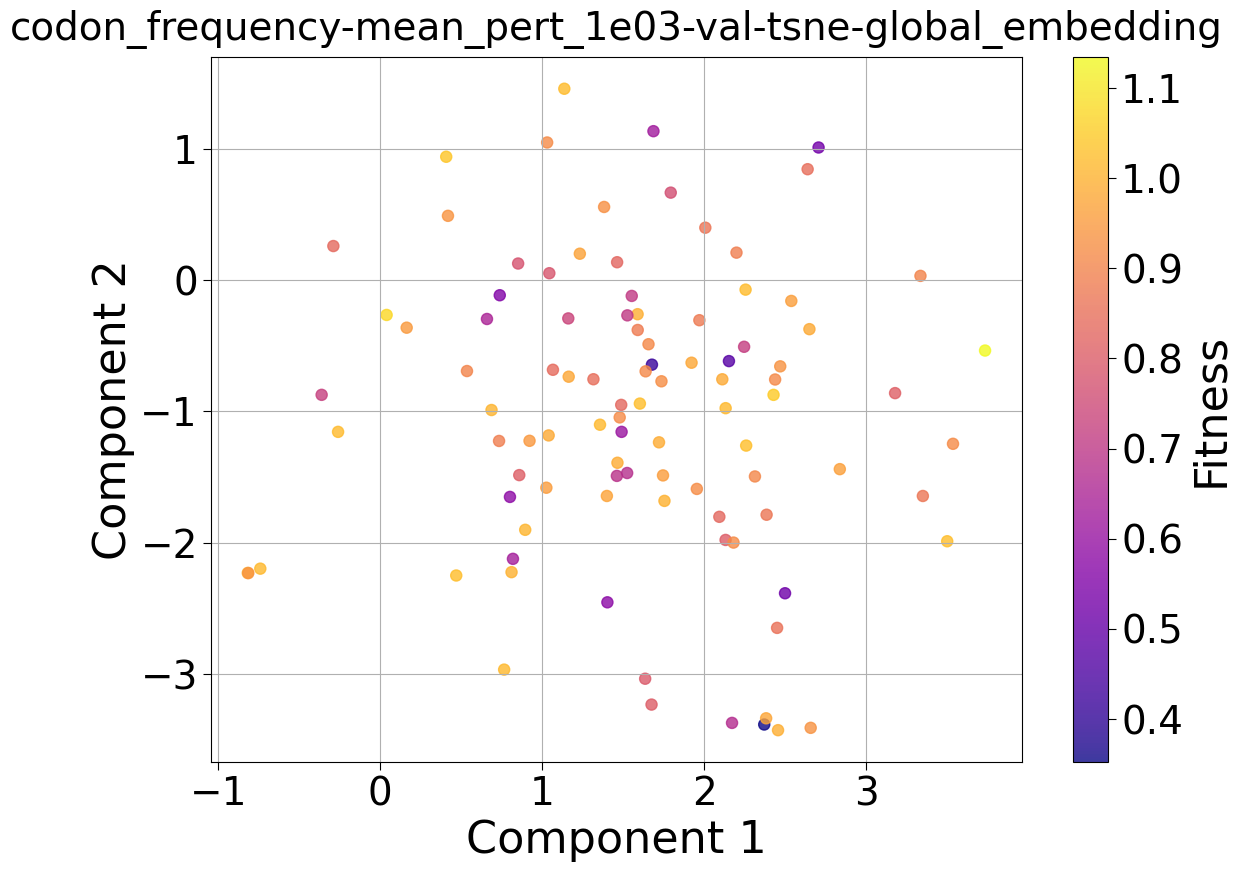 codon_frequency-mean_pert_1e03-val-tsne-global_embedding
1
0
−1
−2
−3
Component 2
−1 0 1 2 3
Component 1
1.1
1.0
0.9
0.8
0.7
0.6
0.5
0.4
Fitness